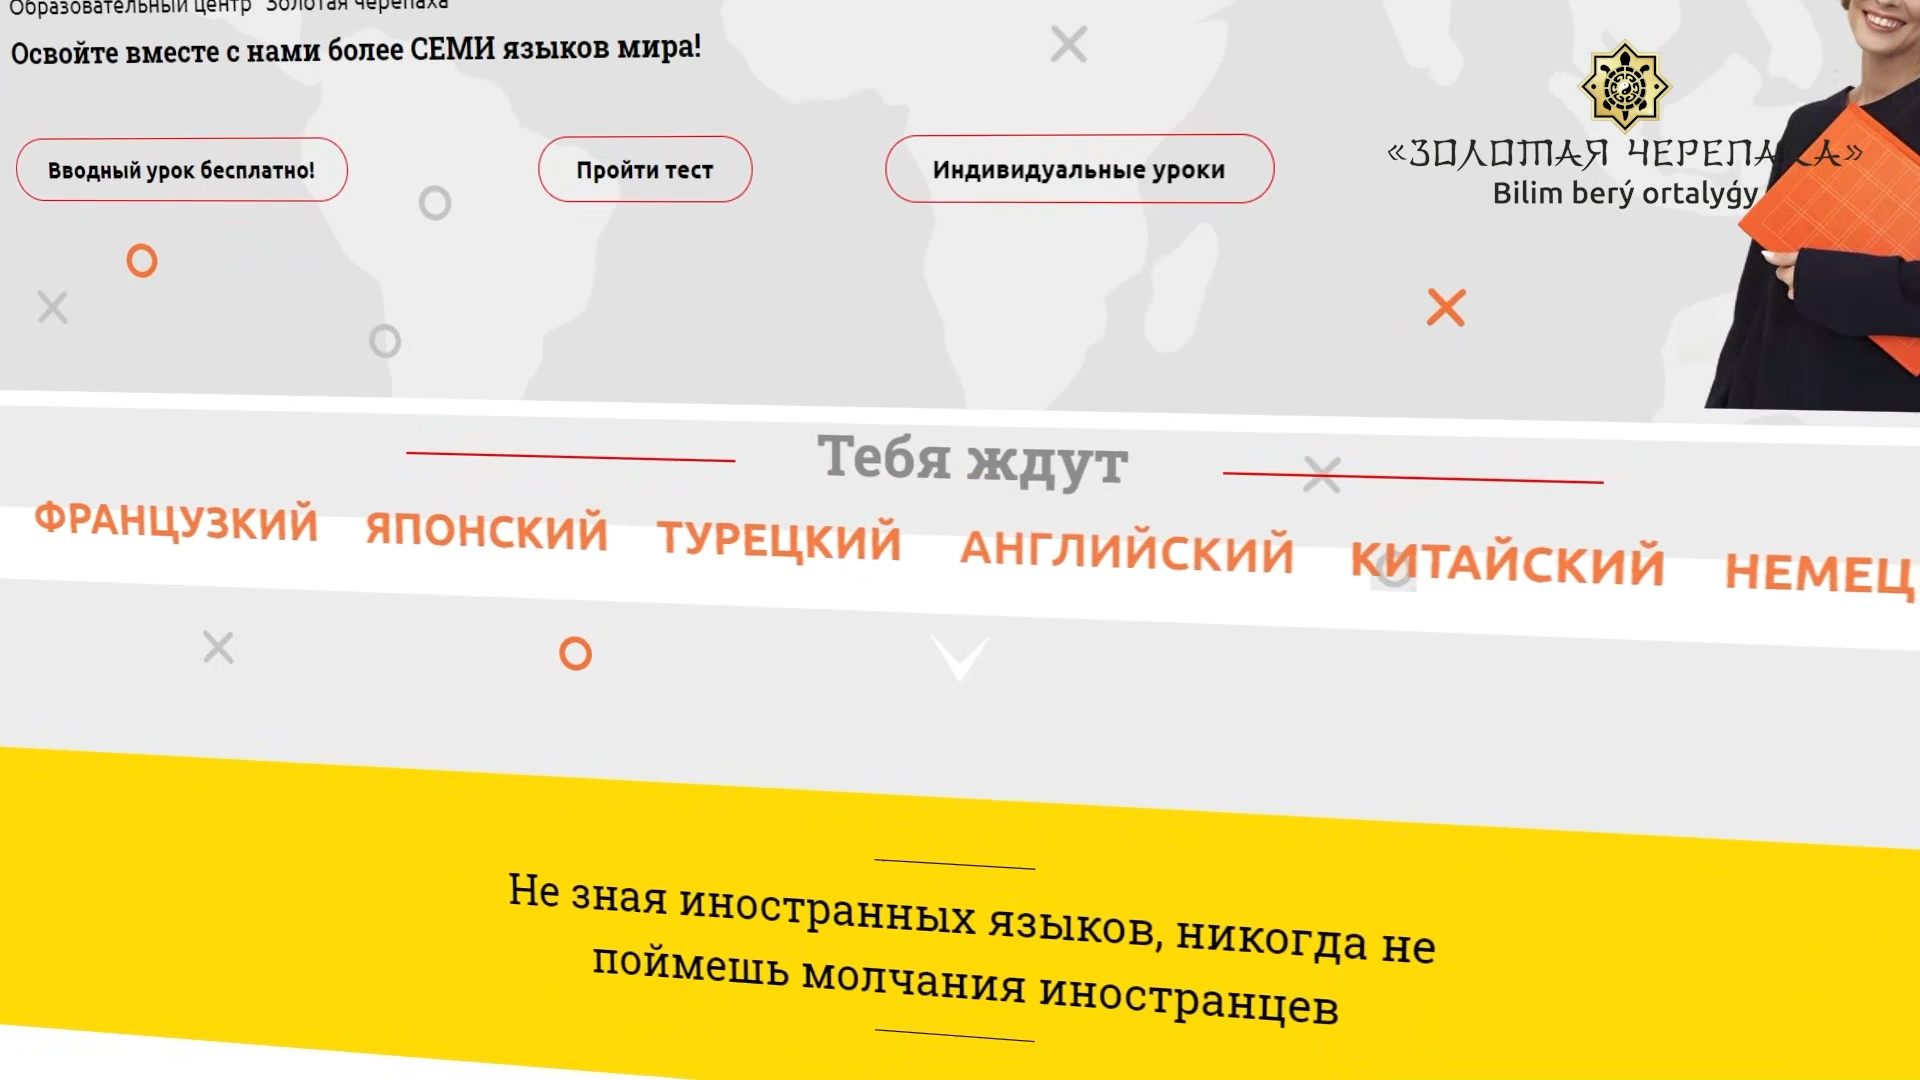 Образовательный центр "Золотая черепаха"
Освойте вместе с нами более СЕМИ языков мира!
Вводный урок бесплатно!
Пройти тест
Индивидуальные уроки
«ЗОЛОТАЯ ЧЕРЕПАХА»
Bilim berý ortalyǵy
Тебя ждут
ФРАНЦУЗКИЙ ЯПОНСКИЙ ТУРЕЦКИЙ АНГЛИЙСКИЙ КИТАЙСКИЙ НЕМЕЦ
Не зная иностранных языков, никогда не
поймешь молчания иностранцев